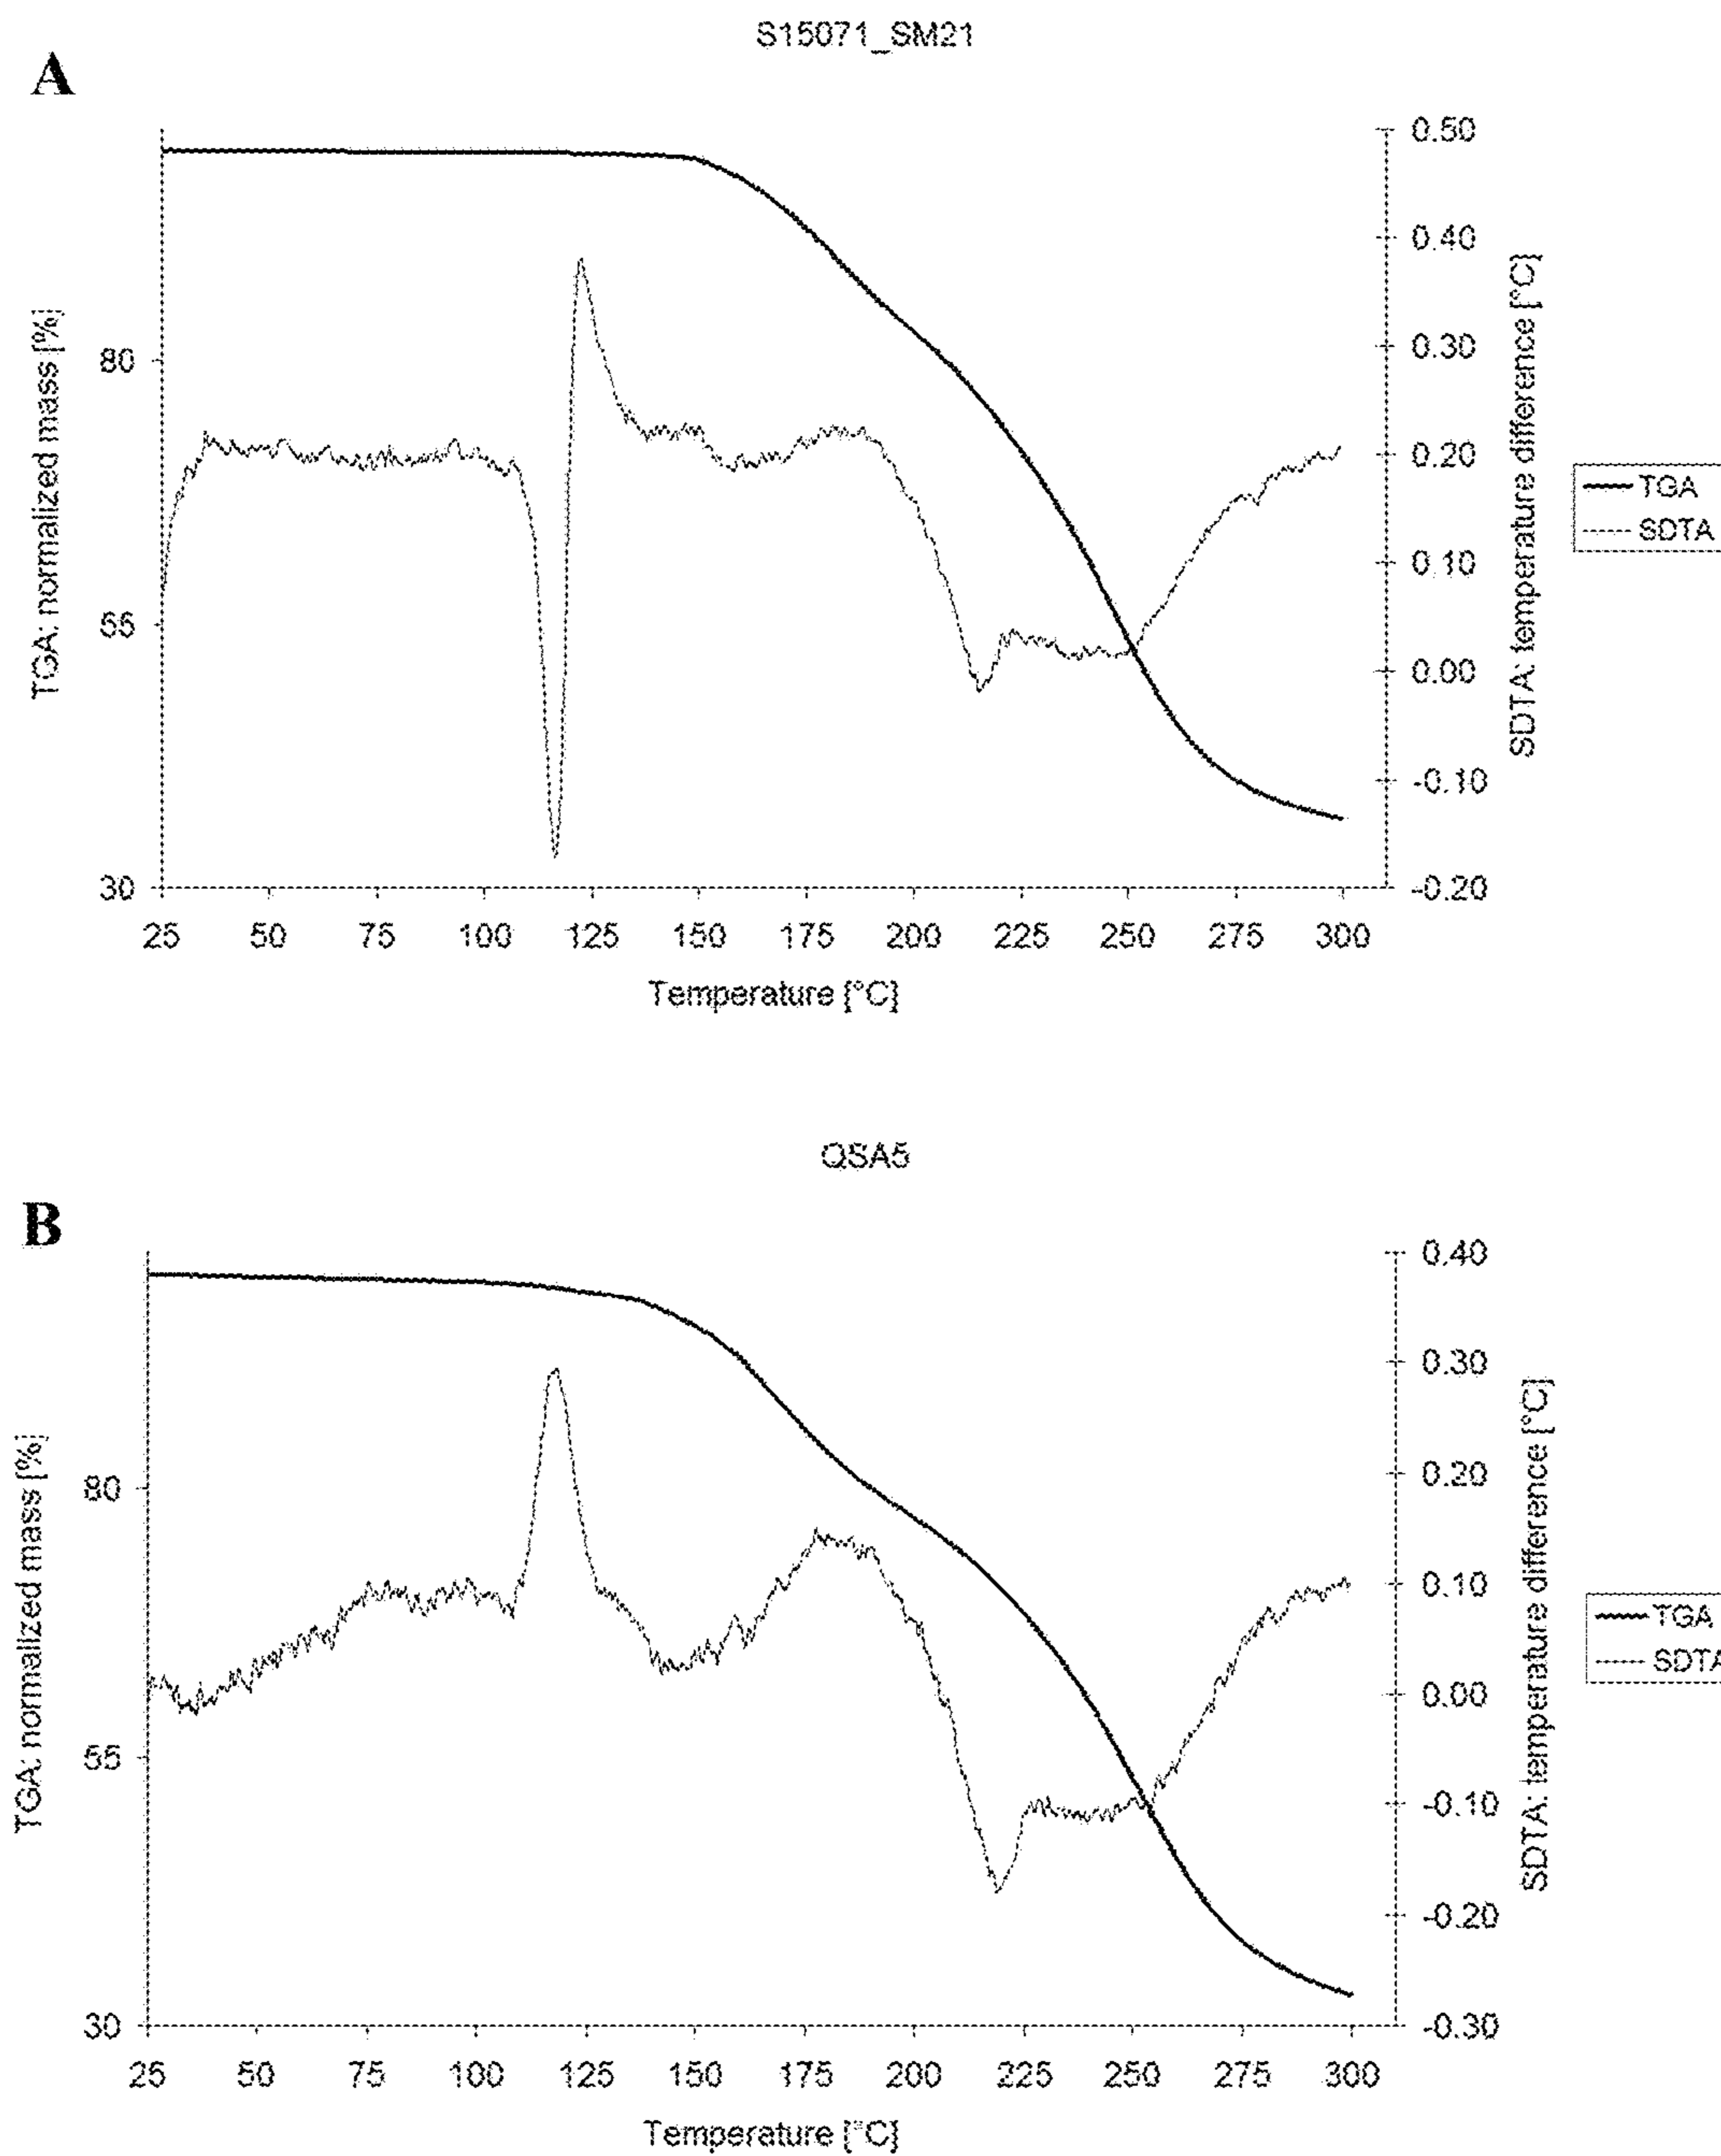 S15071_SM21
A
TGA: normalized mass [%]
80
55
30
25 50 75 100 125 150 175 200 225 250 275 300
Temperature [°C]
0.50
0.40
0.30
0.20
0.10
0.00
-0.10
-0.20
SDTA: temperature difference [°C]
TGA
SDTA
QSA5
B
TGA: normalized mass [%]
80
55
30
25 50 75 100 125 150 175 200 225 250 275 300
Temperature [°C]
0.40
0.30
0.20
0.10
0.00
-0.10
-0.20
-0.30
SDTA: temperature difference [°C]
TGA
SDTA